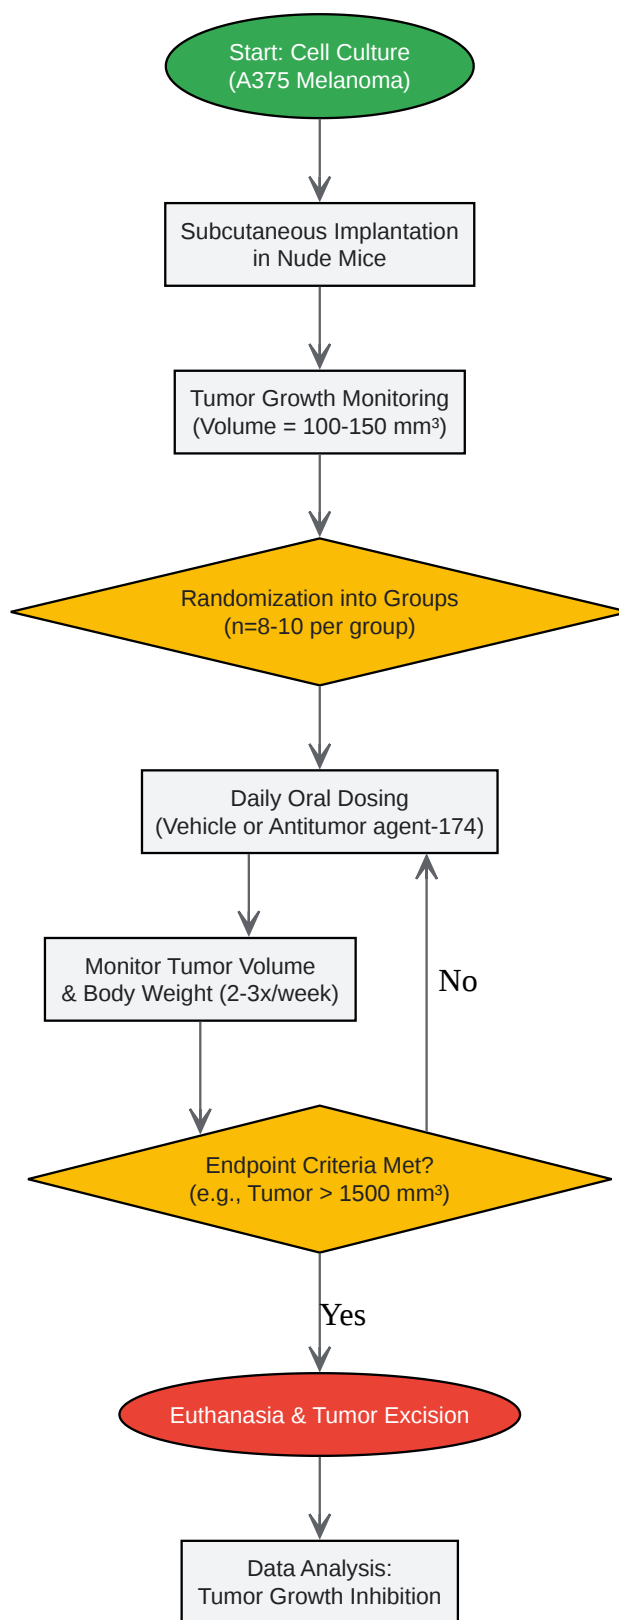 Start: Cell Culture
(A375 Melanoma)
Subcutaneous Implantation
in Nude Mice
Tumor Growth Monitoring
(Volume = 100-150 mm³)
Randomization into Groups
(n=8-10 per group)
Daily Oral Dosing
(Vehicle or Antitumor agent-174)
Monitor Tumor Volume
& Body Weight (2-3x/week)
No
Endpoint Criteria Met?
(e.g., Tumor > 1500 mm³)
Yes
Euthanasia & Tumor Excision
Data Analysis:
Tumor Growth Inhibition